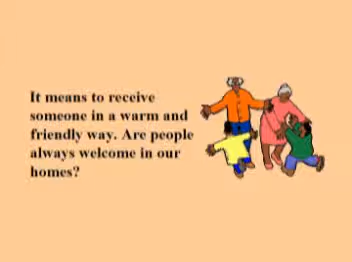 It means to receive
someone in a warm and
friendly way. Are people
always welcome in our
homes?